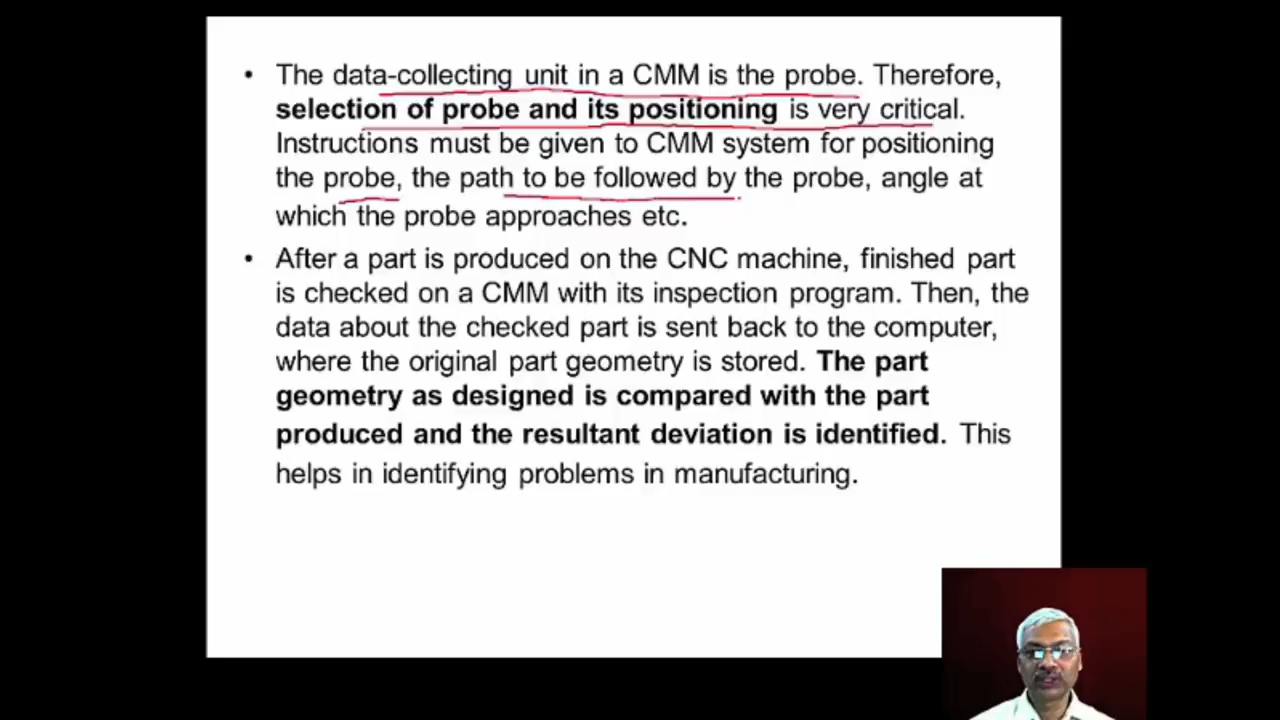 • The data-collecting unit in a CMM is the probe. Therefore,
selection of probe and its positioning is very critical.
Instructions must be given to CMM system for positioning
the probe, the path to be followed by the probe, angle at
which the probe approaches etc.
• After a part is produced on the CNC machine, finished part
is checked on a CMM with its inspection program. Then, the
data about the checked part is sent back to the computer,
where the original part geometry is stored. The part
geometry as designed is compared with the part
produced and the resultant deviation is identified. This
helps in identifying problems in manufacturing.